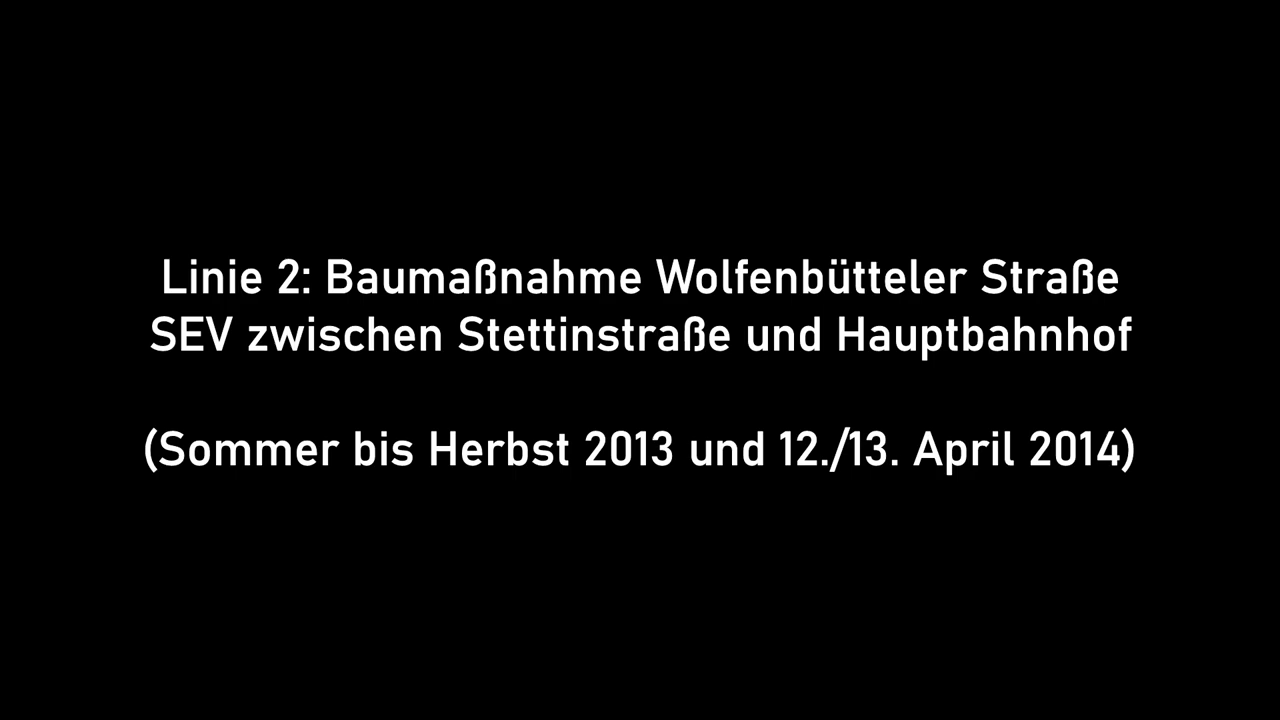 Linie 2: Baumaßnahme Wolfenbütteler Straße
SEV zwischen Stettinstraße und Hauptbahnhof
(Sommer bis Herbst 2013 und 12./13. April 2014)